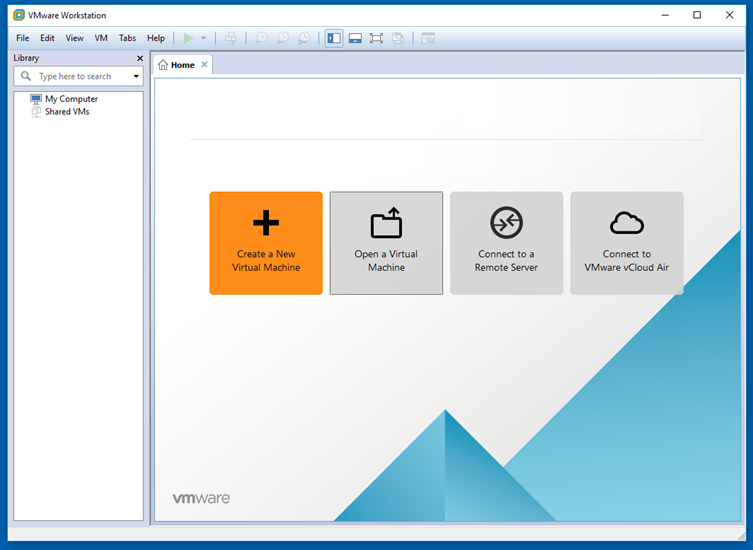 VMware Workstation
File Edit View VM Tabs Help
Library
Type here to search
My Computer
Shared VMs
Home
Create a New
Virtual Machine
Open a Virtual
Machine
Connect to a
Remote Server
Connect to
VMware vCloud Air
vmware